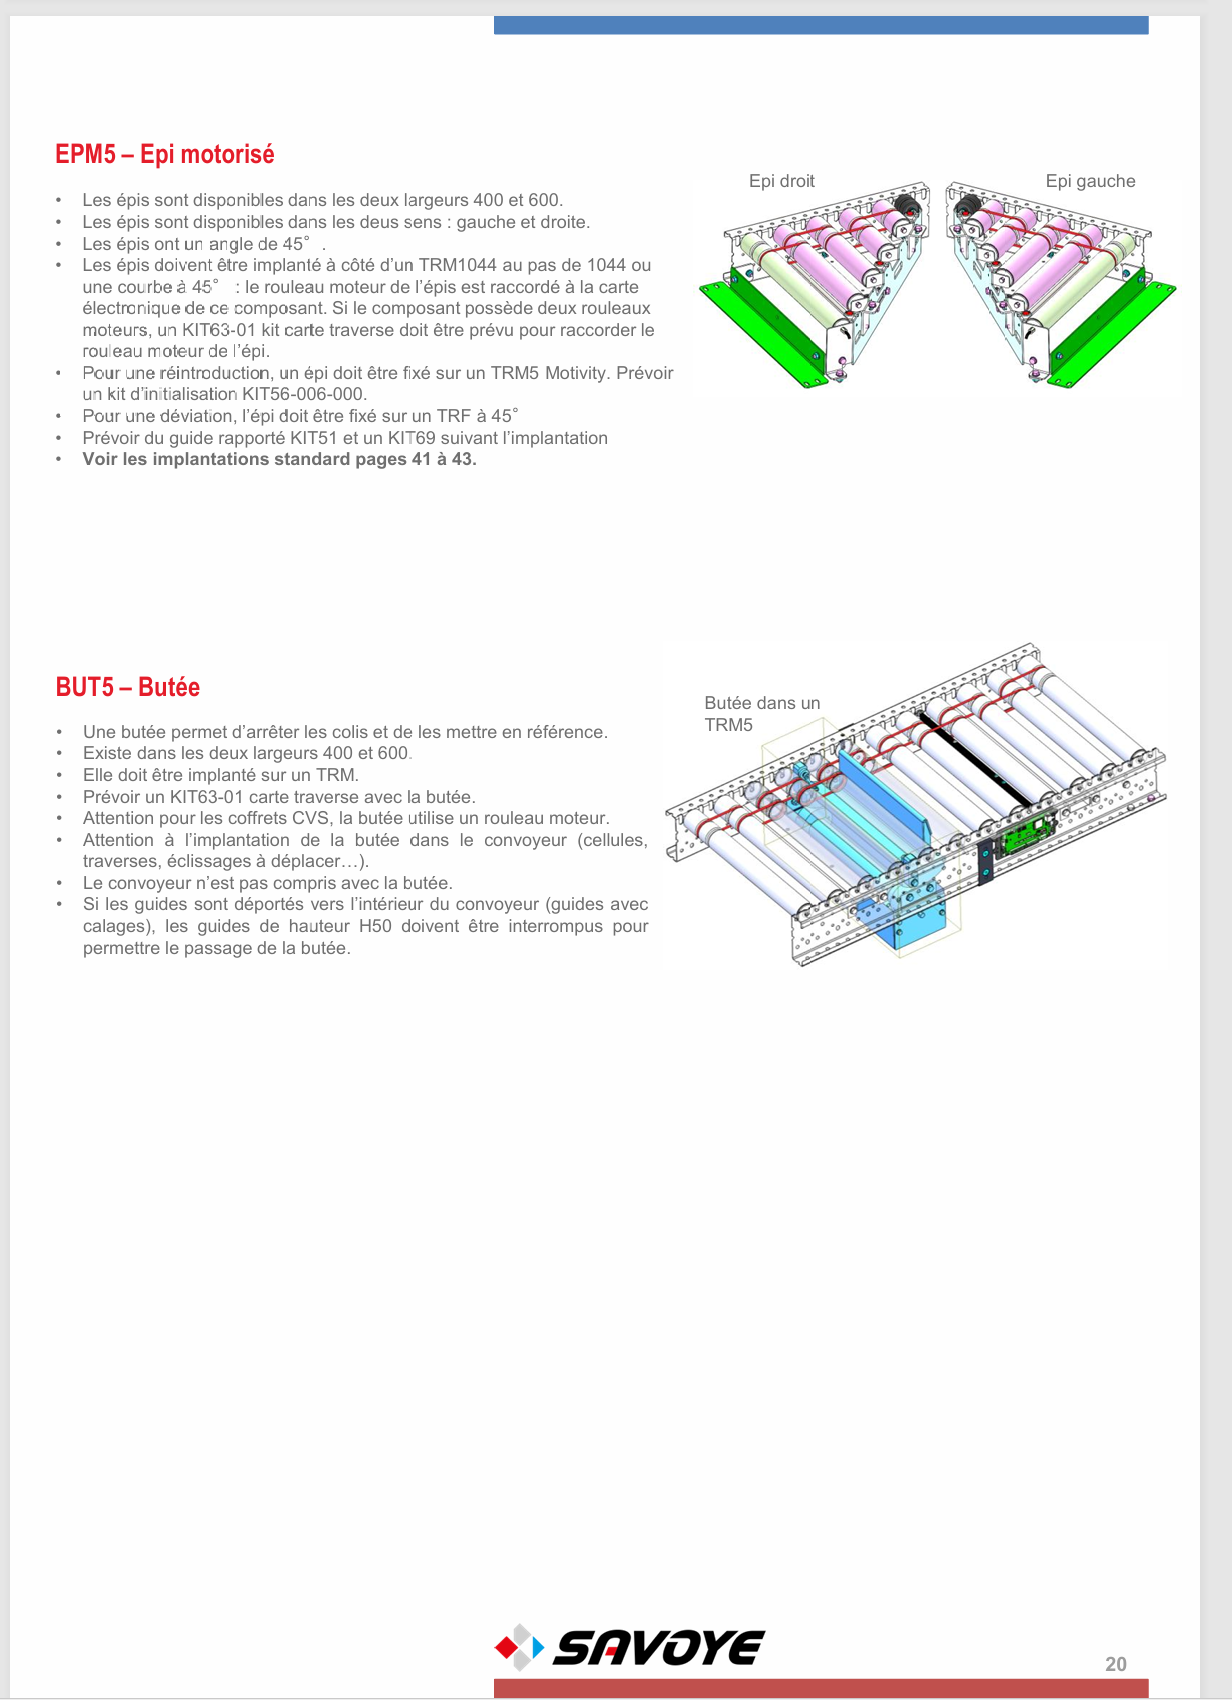 EPM5 – Epi motorisé
Epi droit
Epi gauche
• Les épis sont disponibles dans les deux largeurs 400 et 600.
• Les épis sont disponibles dans les deus sens : gauche et droite.
• Les épis ont un angle de 45° .
• Les épis doivent être implanté à côté d’un TRM1044 au pas de 1044 ou
une courbe à 45° : le rouleau moteur de l’épis est raccordé à la carte
électronique de ce composant. Si le composant possède deux rouleaux
moteurs, un KIT63-01 kit carte traverse doit être prévu pour raccorder le
rouleau moteur de l’épi.
• Pour une réintroduction, un épi doit être fixé sur un TRM5 Motivity. Prévoir
un kit d’initialisation KIT56-006-000.
• Pour une déviation, l’épi doit être fixé sur un TRF à 45°
• Prévoir du guide rapporté KIT51 et un KIT69 suivant l’implantation
• Voir les implantations standard pages 41 à 43.
BUT5 – Butée
Butée dans un
TRM5
• Une butée permet d’arrêter les colis et de les mettre en référence.
• Existe dans les deux largeurs 400 et 600.
• Elle doit être implanté sur un TRM.
• Prévoir un KIT63-01 carte traverse avec la butée.
• Attention pour les coffrets CVS, la butée utilise un rouleau moteur.
• Attention à l’implantation de la butée dans le convoyeur (cellules,
traverses, éclissages à déplacer…).
• Le convoyeur n’est pas compris avec la butée.
• Si les guides sont déportés vers l’intérieur du convoyeur (guides avec
calages), les guides de hauteur H50 doivent être interrompus pour
permettre le passage de la butée.
SAVOYE
20